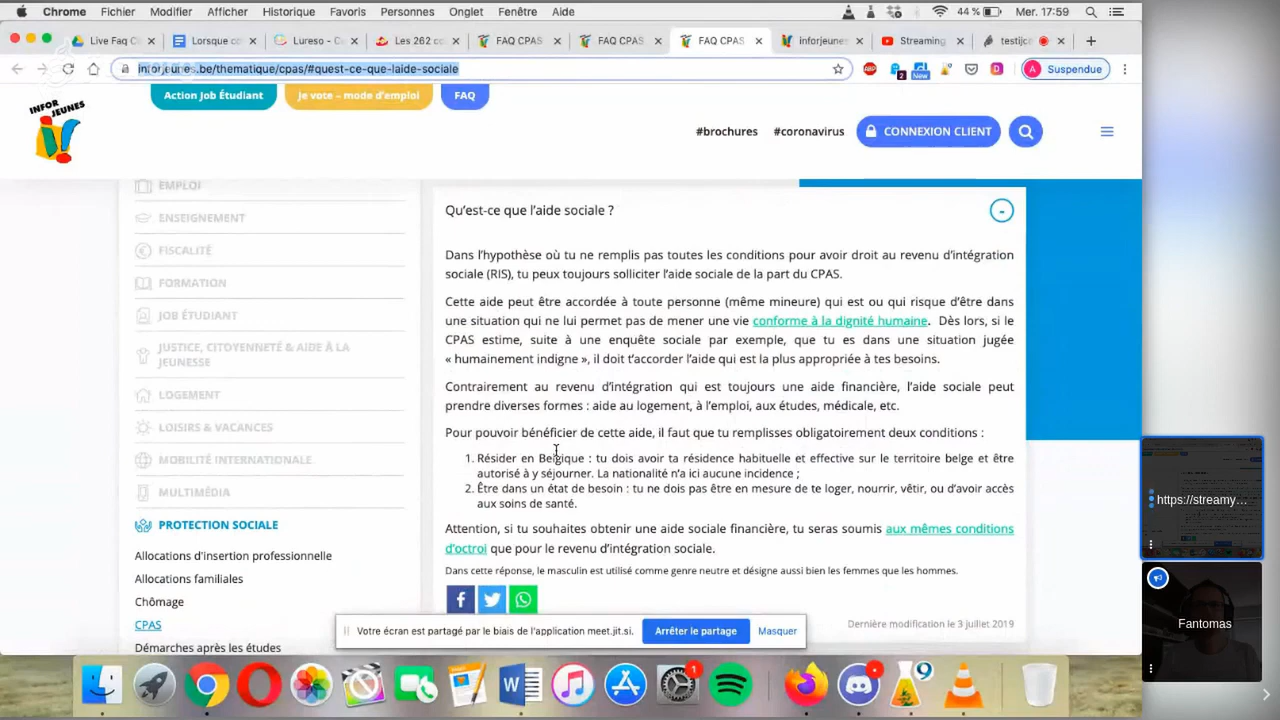 Chrome Fichier Modifier Afficher Historique Favoris Personnes Onglet Fenêtre Aide 44 % Mer. 17:59
Live Faq C Lorsque co Lureso - Ca Les 262 co FAQ CPAS FAQ CPAS FAQ CPAS inforjeunes Streaming testijc
inforjeunes.be/thematique/cpas/#quest-ce-que-laide-sociale ABP 2 New A Suspendue
INFOR JEUNES
Action Job Étudiant Je vote – mode d'emploi FAQ
#brochures #coronavirus CONNEXION CLIENT
EMPLOI
ENSEIGNEMENT
FISCALITÉ
FORMATION
JOB ÉTUDIANT
JUSTICE, CITOYENNETÉ & AIDE À LA
JEUNESSE
LOGEMENT
LOISIRS & VACANCES
MOBILITÉ INTERNATIONALE
MULTIMÉDIA
PROTECTION SOCIALE
Allocations d'insertion professionnelle
Allocations familiales
Chômage
CPAS
Démarches après les études
Qu'est-ce que l'aide sociale ?
Dans l'hypothèse où tu ne remplis pas toutes les conditions pour avoir droit au revenu d'intégration
sociale (RIS), tu peux toujours solliciter l'aide sociale de la part du CPAS.
Cette aide peut être accordée à toute personne (même mineure) qui est ou qui risque d'être dans
une situation qui ne lui permet pas de mener une vie conforme à la dignité humaine. Dès lors, si le
CPAS estime, suite à une enquête sociale par exemple, que tu es dans une situation jugée
« humainement indigne », il doit t'accorder l'aide qui est la plus appropriée à tes besoins.
Contrairement au revenu d'intégration qui est toujours une aide financière, l'aide sociale peut
prendre diverses formes : aide au logement, à l'emploi, aux études, médicale, etc.
Pour pouvoir bénéficier de cette aide, il faut que tu remplisses obligatoirement deux conditions :
1. Résider en Belgique : tu dois avoir ta résidence habituelle et effective sur le territoire belge et être
autorisé à y séjourner. La nationalité n'a ici aucune incidence ;
2. Être dans un état de besoin : tu ne dois pas être en mesure de te loger, nourrir, vêtir, ou d'avoir accès
aux soins de santé.
Attention, si tu souhaites obtenir une aide sociale financière, tu seras soumis aux mêmes conditions
d'octroi que pour le revenu d'intégration sociale.
Dans cette réponse, le masculin est utilisé comme genre neutre et désigne aussi bien les femmes que les hommes.
Dernière modification le 3 juillet 2019
Votre écran est partagé par le biais de l'application meet.jit.si. Arrêter le partage Masquer
https://streamy...
Fantomas